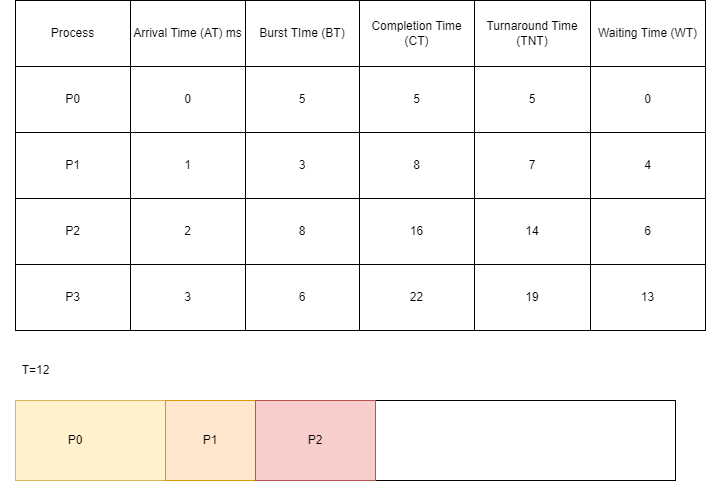 Process Arrival Time (AT) ms Burst TIme (BT) Completion Time (CT) Turnaround Time (TNT) Waiting Time (WT)
P0 0 5 5 5 0
P1 1 3 8 7 4
P2 2 8 16 14 6
P3 3 6 22 19 13
T=12
P0 P1 P2